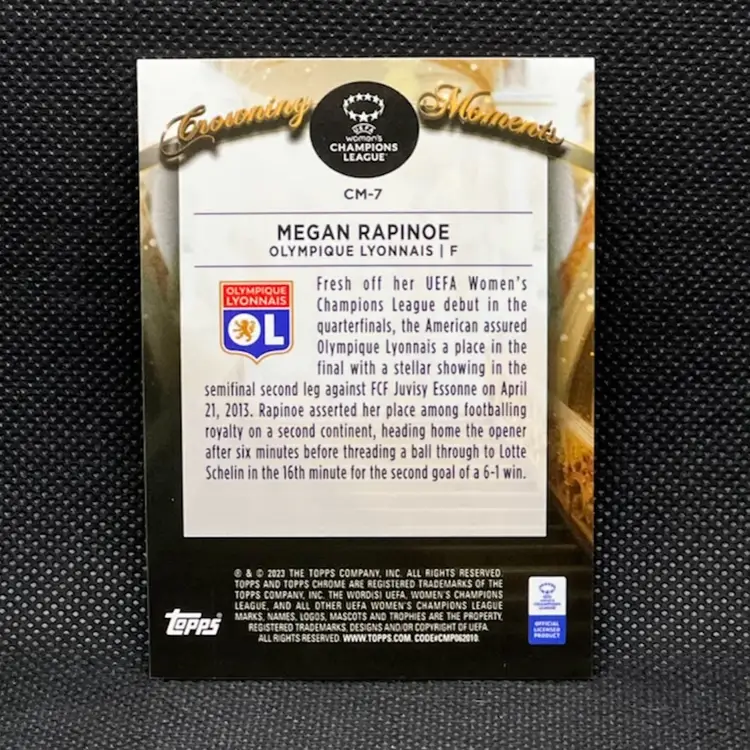 Crowning Moments
UEFA
women's
CHAMPIONS
LEAGUE
CM-7
MEGAN RAPINOE
OLYMPIQUE LYONNAIS | F
OLYMPIQUE
LYONNAIS
OL
Fresh off her UEFA Women's
Champions League debut in the
quarterfinals, the American assured
Olympique Lyonnais a place in the
final with a stellar showing in the
semifinal second leg against FCF Juvisy Essonne on April
21, 2013. Rapinoe asserted her place among footballing
royalty on a second continent, heading home the opener
after six minutes before threading a ball through to Lotte
Schelin in the 16th minute for the second goal of a 6-1 win.
® & © 2023 THE TOPPS COMPANY, INC. ALL RIGHTS RESERVED.
TOPPS AND TOPPS CHROME ARE REGISTERED TRADEMARKS OF THE
TOPPS COMPANY, INC. THE WORD(S) UEFA, WOMEN'S CHAMPIONS
LEAGUE, AND ALL OTHER UEFA WOMEN'S CHAMPIONS LEAGUE
MARKS, NAMES, LOGOS, MASCOTS AND TROPHIES ARE THE PROPERTY,
REGISTERED TRADEMARKS, DESIGNS AND/OR COPYRIGHT OF UEFA.
ALL RIGHTS RESERVED. WWW.TOPPS.COM. CODE#CMP062010.
topps
CHAMPIONS
LEAGUE
OFFICIAL
LICENSED
PRODUCT